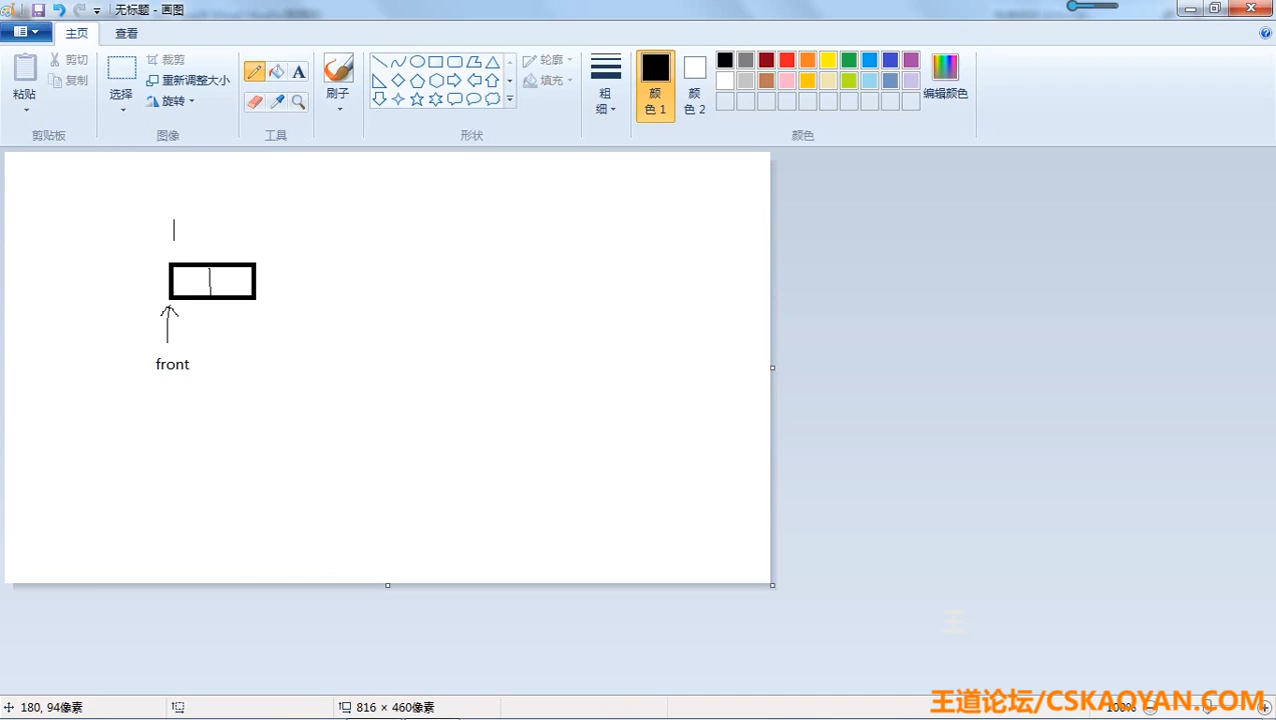 无标题 - 画图
主页
查看
粘贴
剪切
复制
剪贴板
选择
裁剪
重新调整大小
旋转
图像
A
工具
刷子
形状
轮廓
填充
粗细
颜色 1
颜色 2
编辑颜色
颜色
front
180, 94像素
816 × 460像素
100%
王道论坛/CSKAOYAN.COM